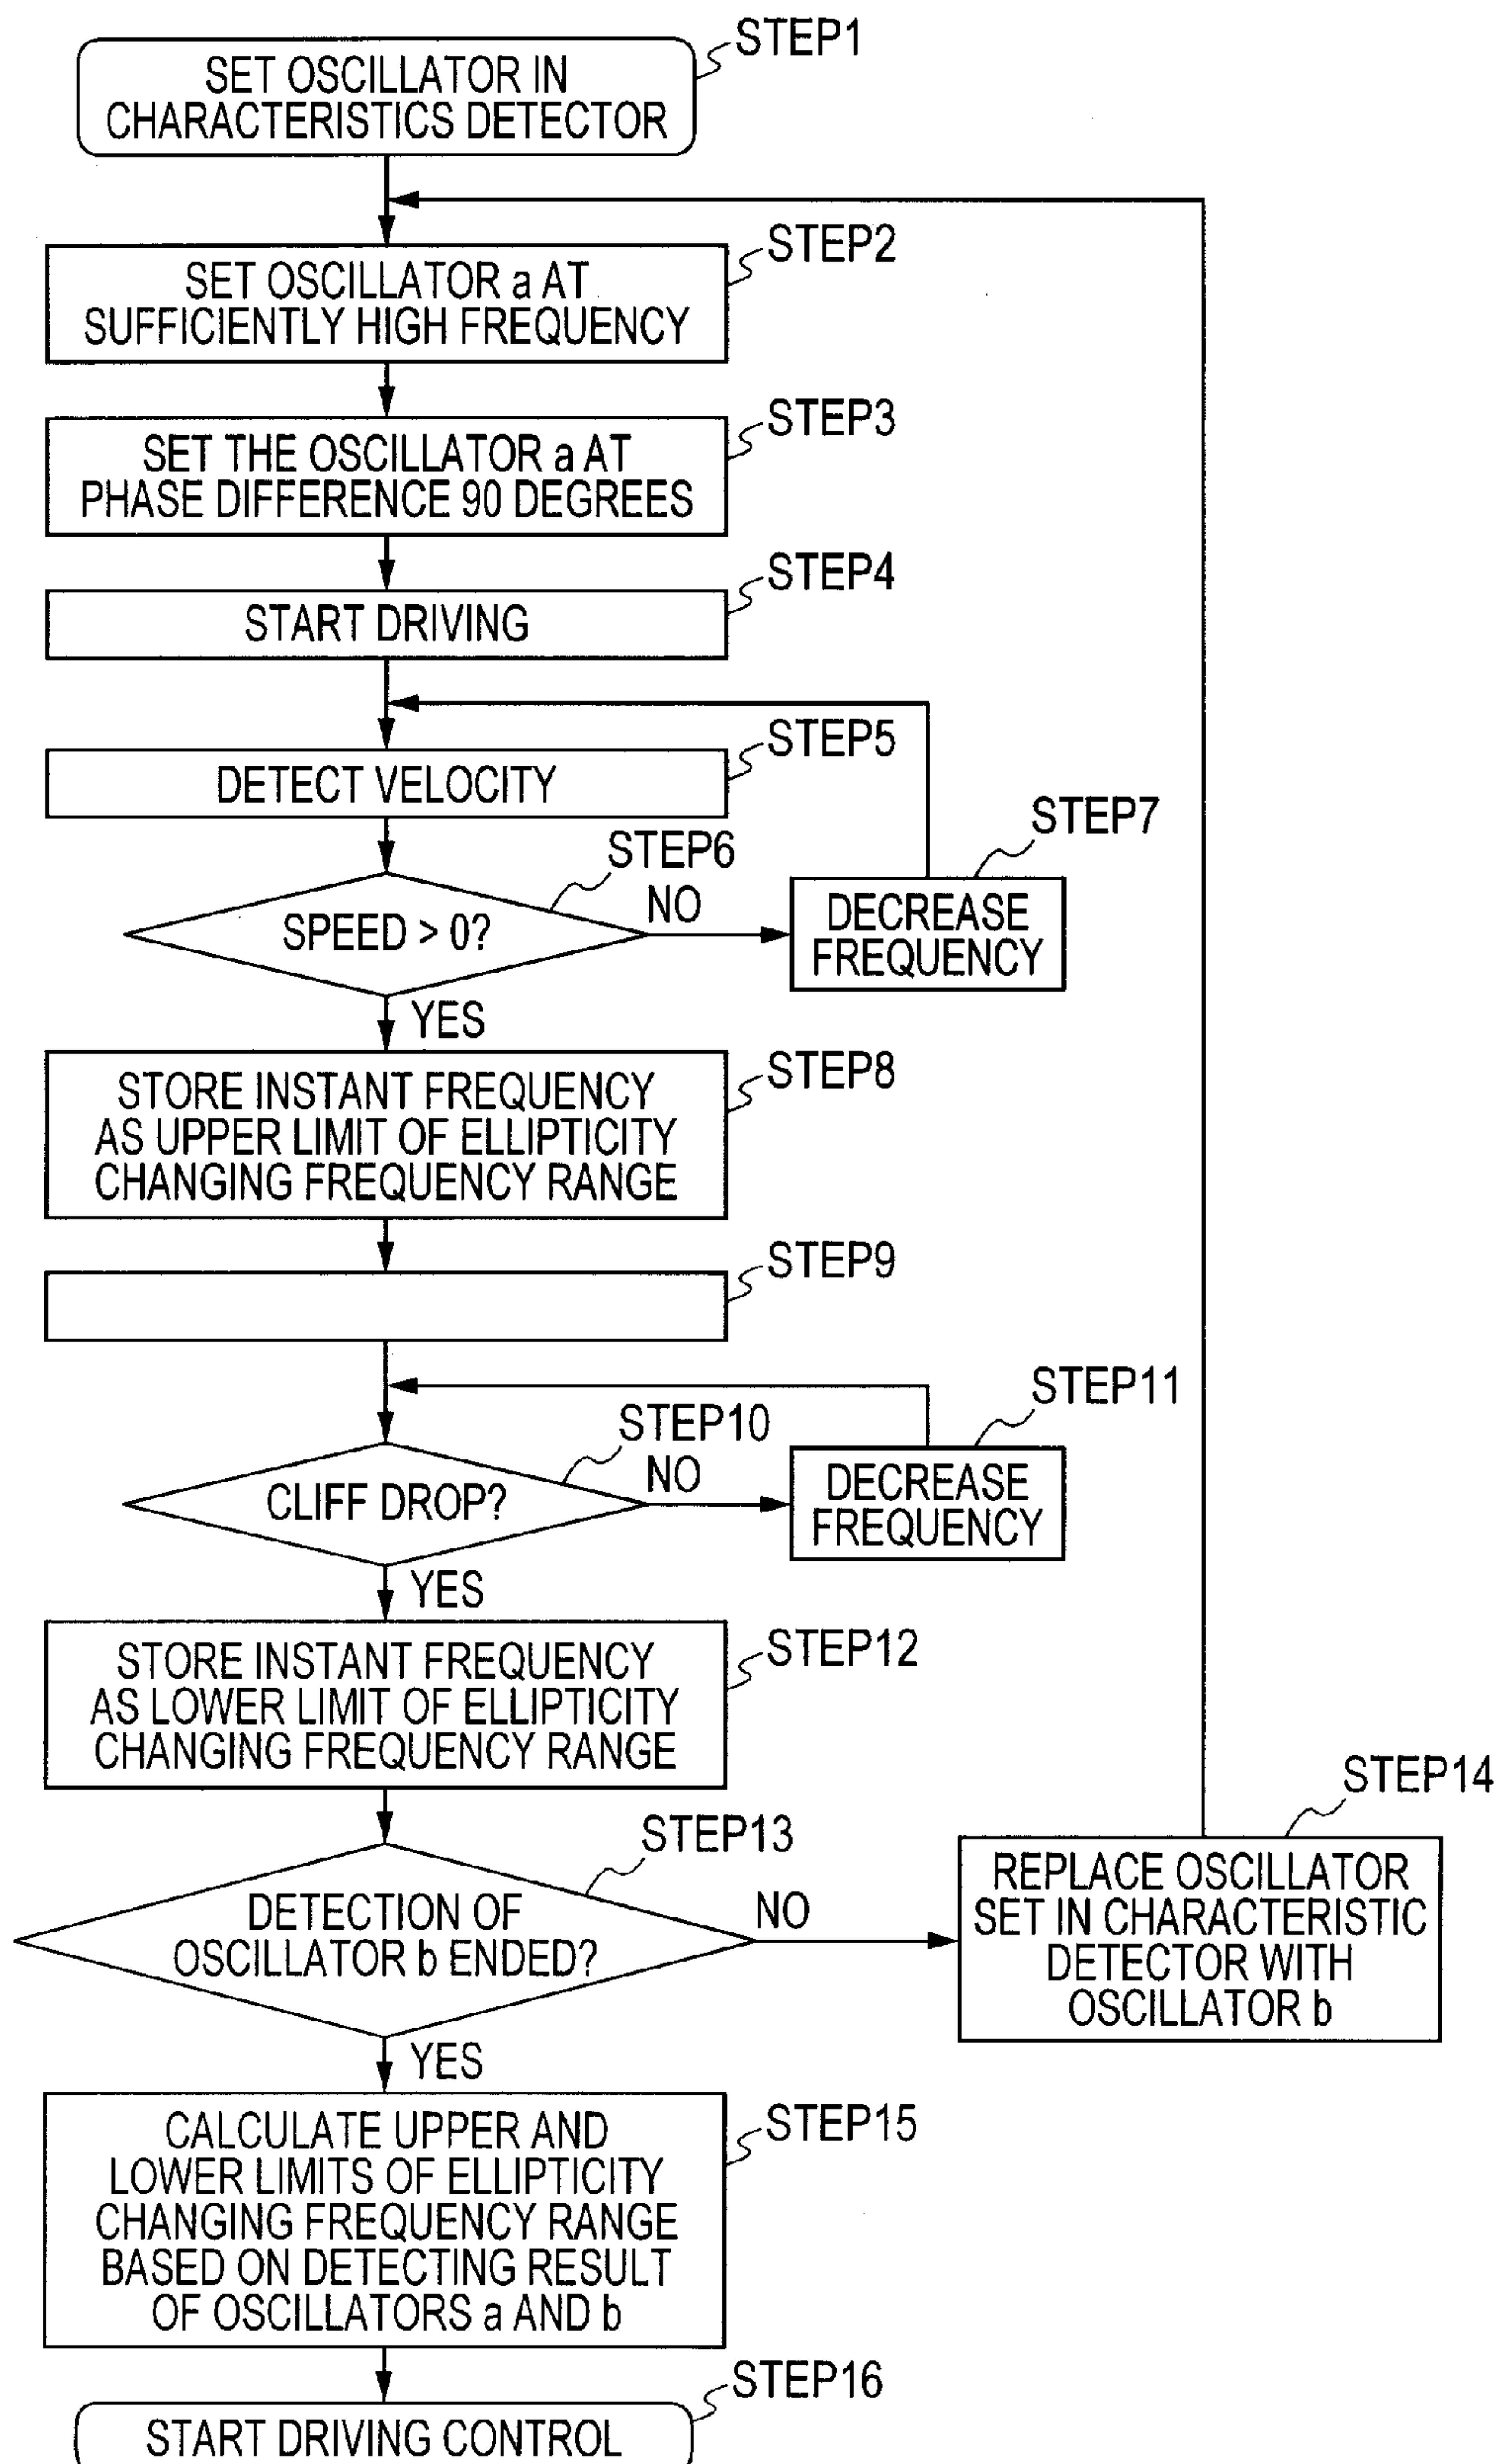 STEP1
SET OSCILLATOR IN
CHARACTERISTICS DETECTOR
STEP2
SET OSCILLATOR a AT
SUFFICIENTLY HIGH FREQUENCY
STEP3
SET THE OSCILLATOR a AT
PHASE DIFFERENCE 90 DEGREES
STEP4
START DRIVING
STEP5
DETECT VELOCITY
STEP6
SPEED > 0?
NO
STEP7
DECREASE
FREQUENCY
YES
STEP8
STORE INSTANT FREQUENCY
AS UPPER LIMIT OF ELLIPTICITY
CHANGING FREQUENCY RANGE
STEP9
STEP10
CLIFF DROP?
NO
STEP11
DECREASE
FREQUENCY
YES
STEP12
STORE INSTANT FREQUENCY
AS LOWER LIMIT OF ELLIPTICITY
CHANGING FREQUENCY RANGE
STEP13
DETECTION OF
OSCILLATOR b ENDED?
NO
STEP14
REPLACE OSCILLATOR
SET IN CHARACTERISTIC
DETECTOR WITH
OSCILLATOR b
YES
STEP15
CALCULATE UPPER AND
LOWER LIMITS OF ELLIPTICITY
CHANGING FREQUENCY RANGE
BASED ON DETECTING RESULT
OF OSCILLATORS a AND b
STEP16
START DRIVING CONTROL